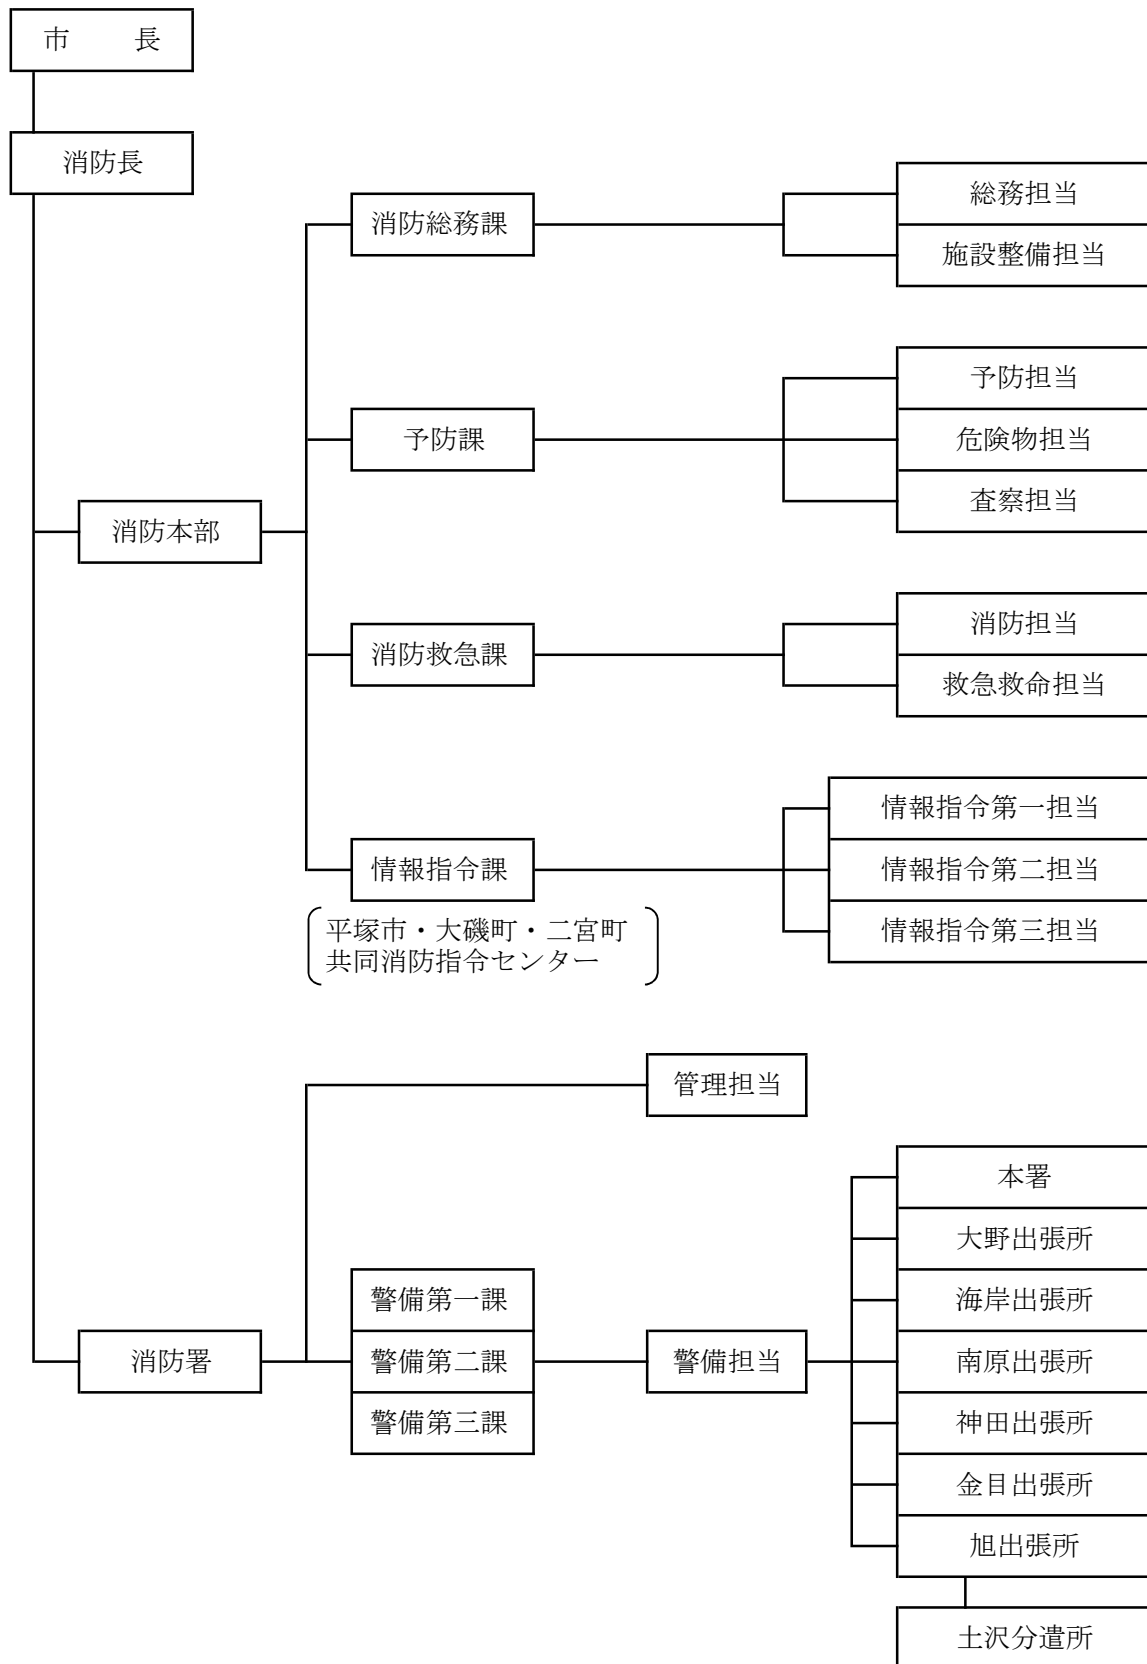 市　　長
消防長
消防総務課
総務担当
施設整備担当
予防課
予防担当
危険物担当
査察担当
消防本部
消防救急課
消防担当
救急救命担当
情報指令課
情報指令第一担当
情報指令第二担当
情報指令第三担当
平塚市・大磯町・二宮町
共同消防指令センター
管理担当
消防署
警備第一課
警備第二課
警備第三課
警備担当
本署
大野出張所
海岸出張所
南原出張所
神田出張所
金目出張所
旭出張所
土沢分遣所